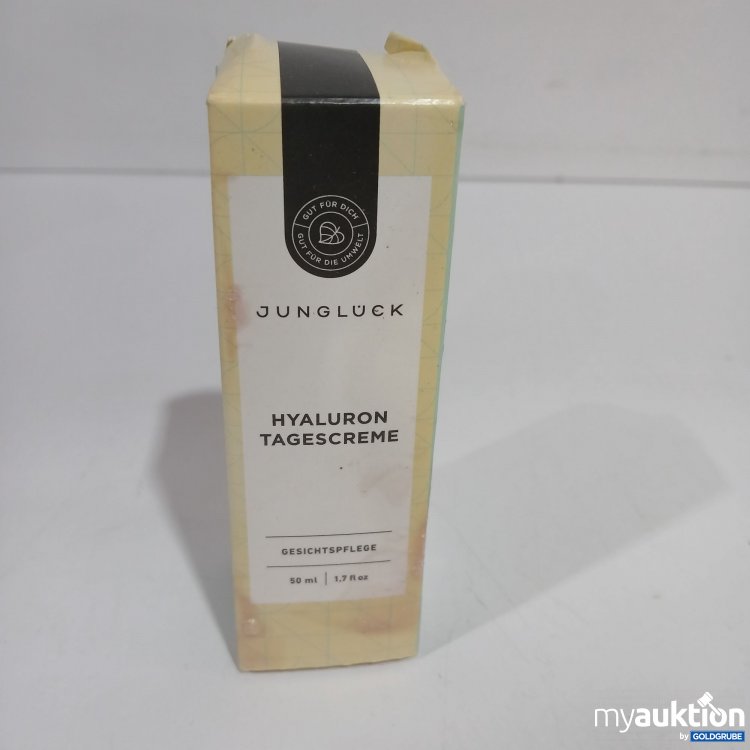 GUT FÜR DICH
GUT FÜR DIE UMWELT
JUNGLÜCK
HYALURON
TAGESCREME
GESICHTSPFLEGE
50 ml | 1,7 fl oz
myauktion
by GOLDGRUBE